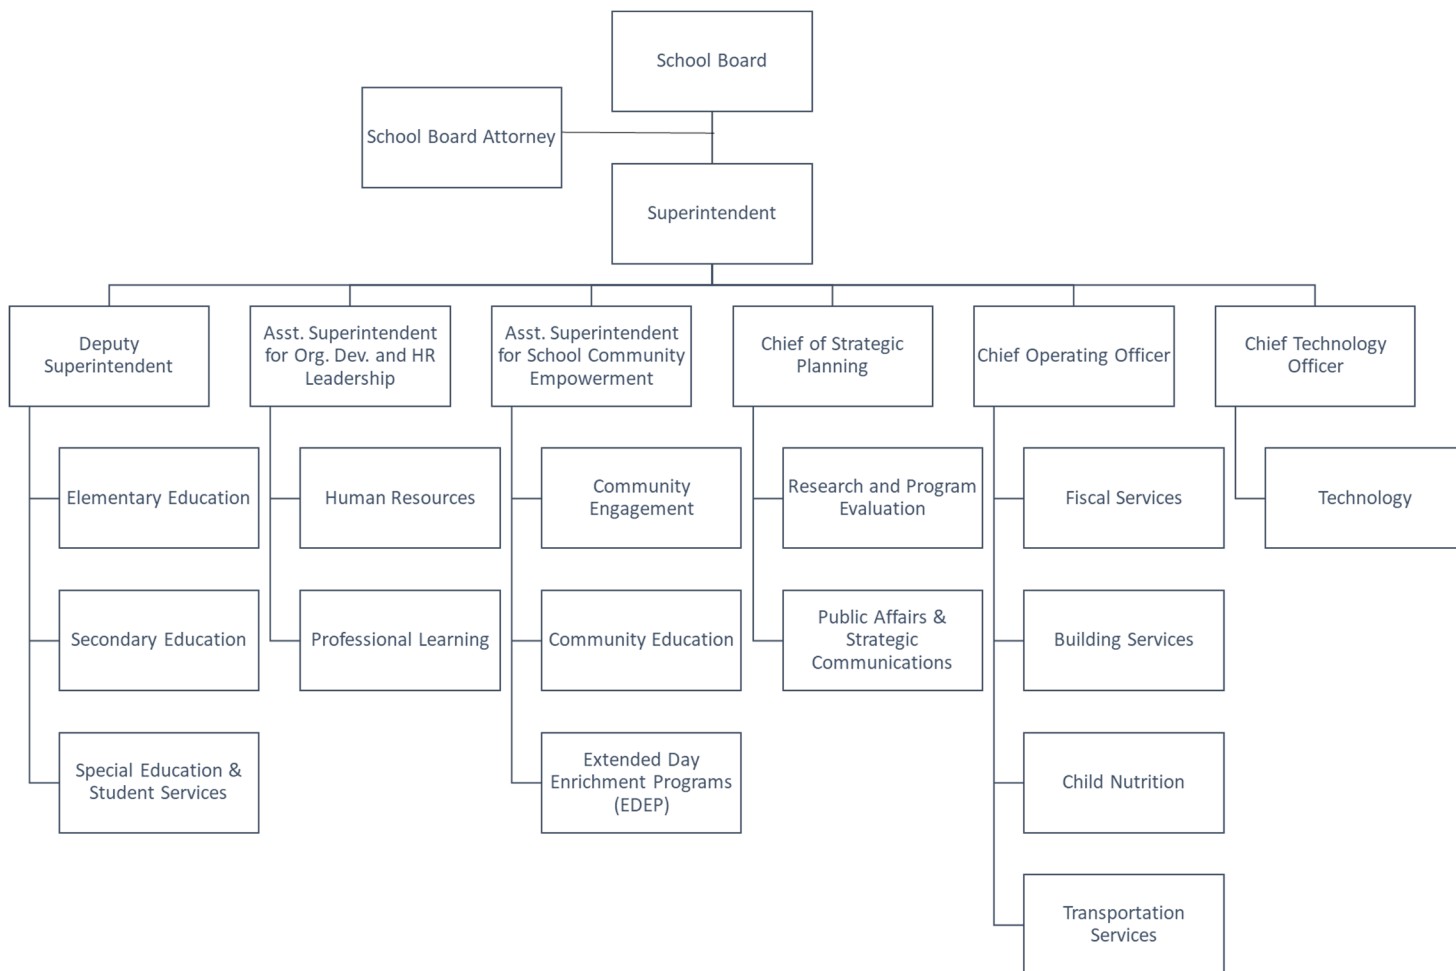 School Board
School Board Attorney
Superintendent
Deputy
Superintendent
Asst. Superintendent
for Org. Dev. and HR
Leadership
Asst. Superintendent
for School Community
Empowerment
Chief of Strategic
Planning
Chief Operating Officer
Chief Technology
Officer
Elementary Education
Human Resources
Community
Engagement
Research and Program
Evaluation
Fiscal Services
Technology
Secondary Education
Professional Learning
Community Education
Public Affairs &
Strategic
Communications
Building Services
Special Education &
Student Services
Extended Day
Enrichment Programs
(EDEP)
Child Nutrition
Transportation
Services